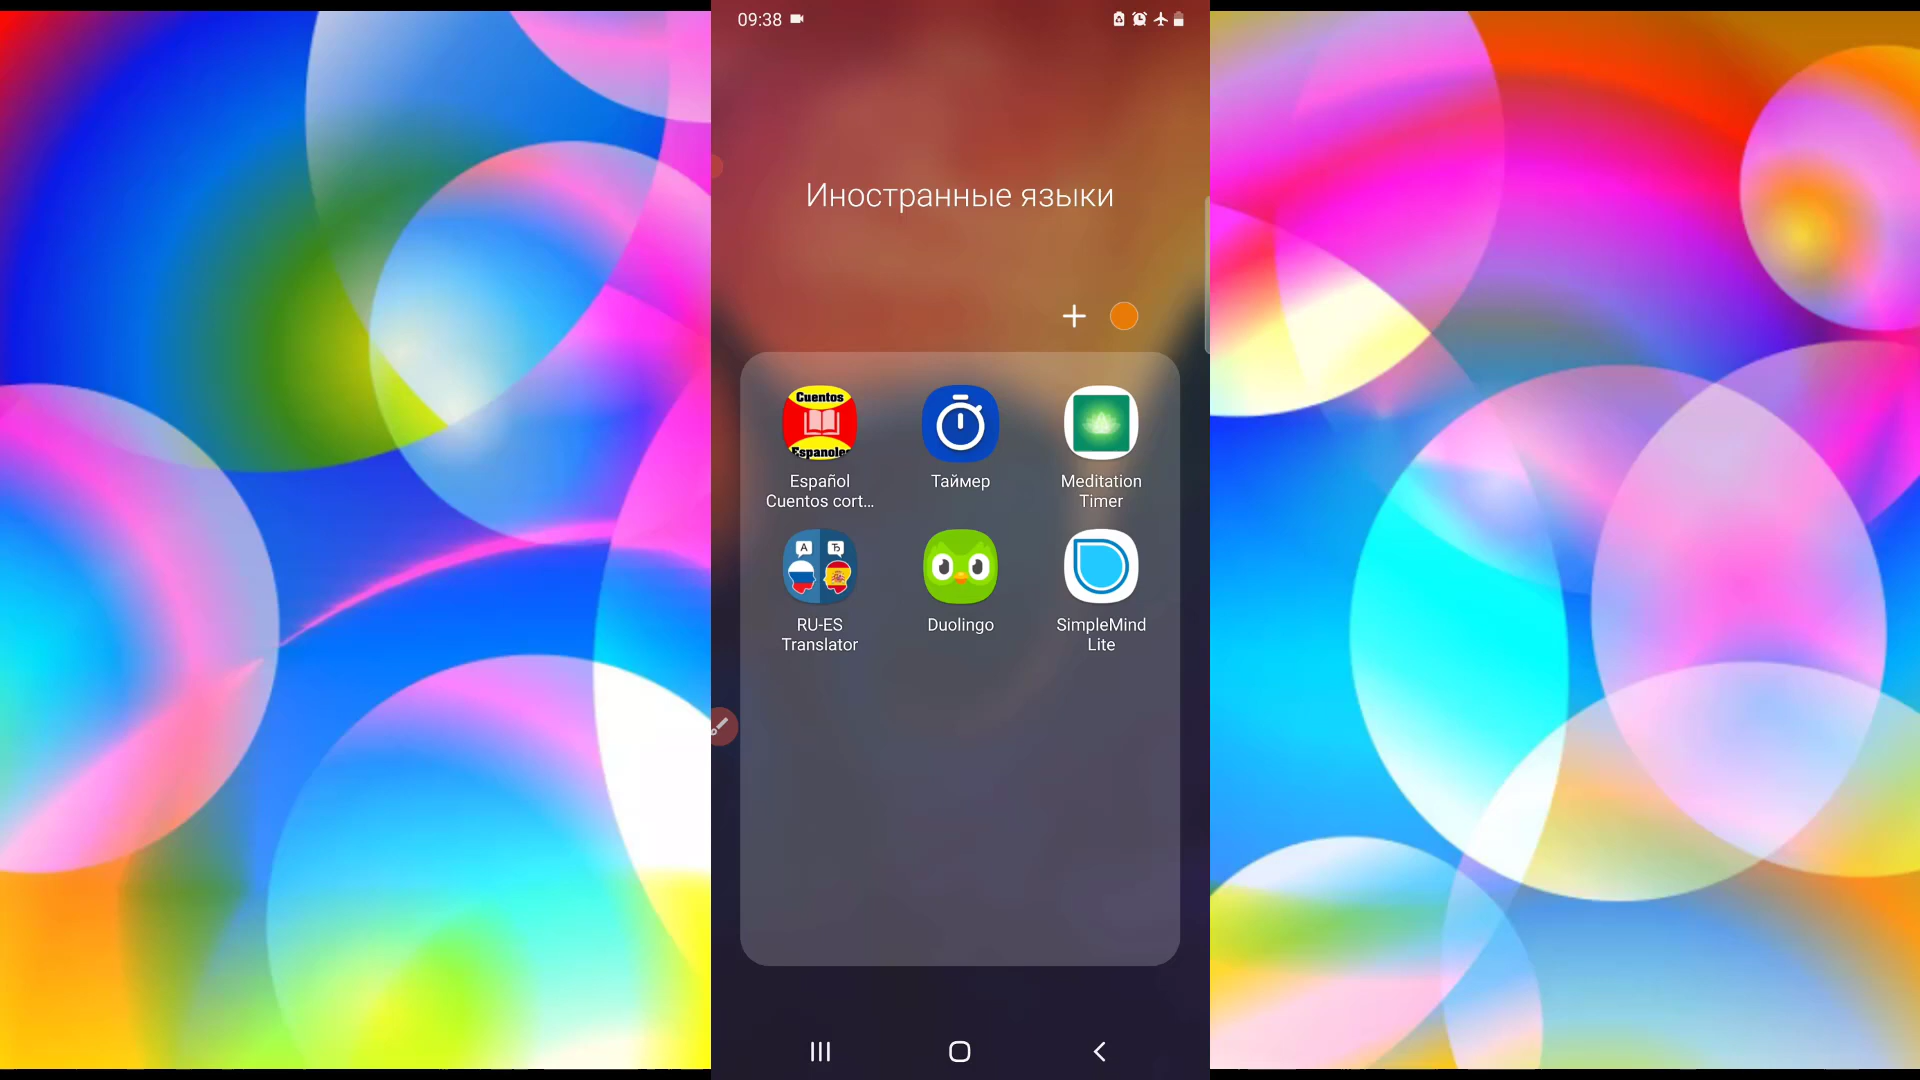 09:38
Иностранные языки
Cuentos
Espanoles
Español
Cuentos cort...
Таймер
Meditation
Timer
A
Ђ
RU-ES
Translator
Duolingo
SimpleMind
Lite